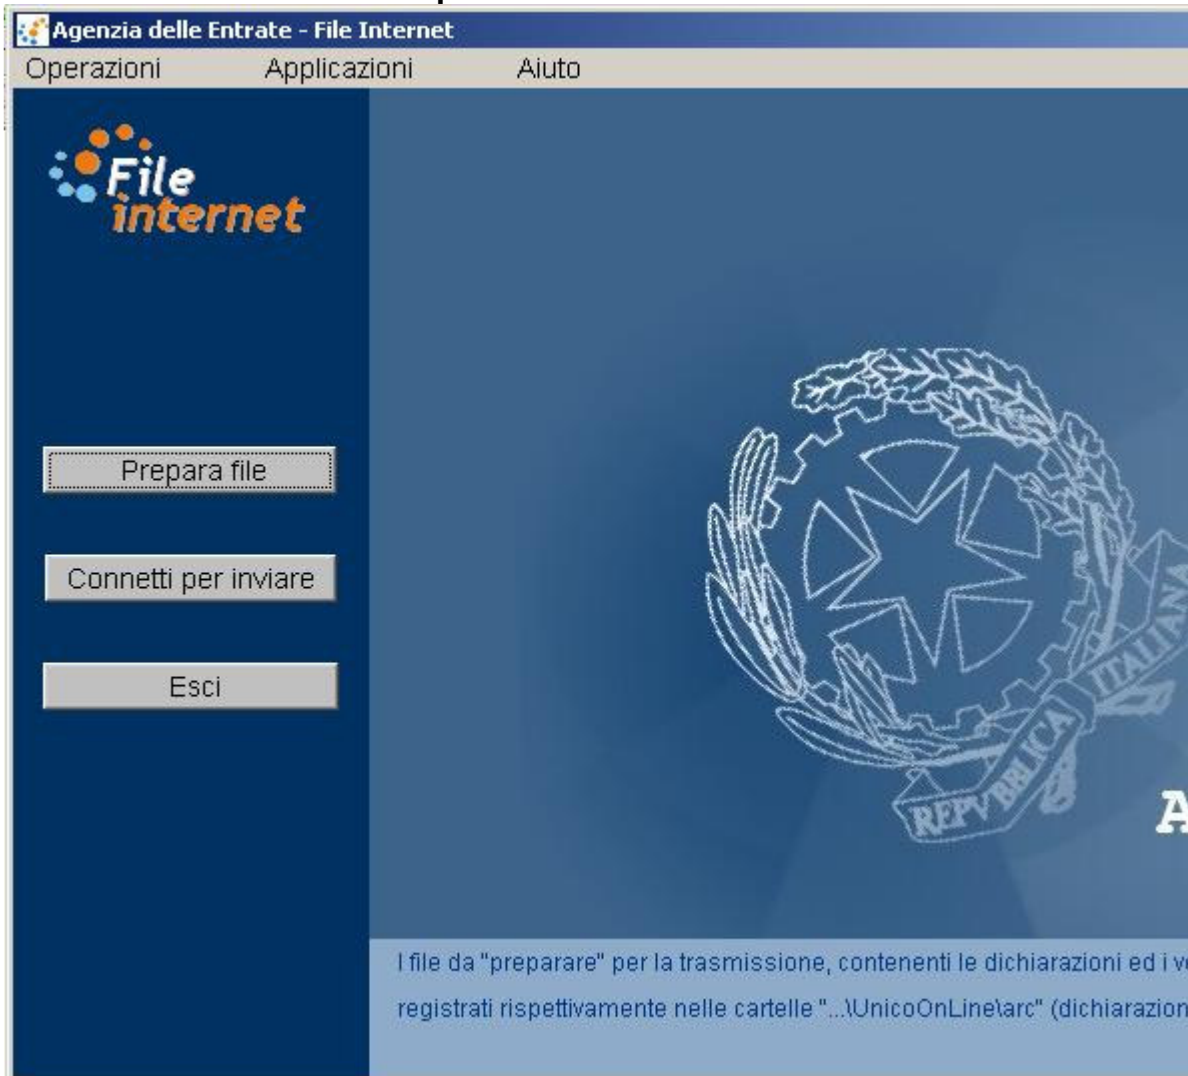 Agenzia delle Entrate - File Internet
Operazioni Applicazioni Aiuto
File
internet
Prepara file
Connetti per inviare
Esci
REPVBBLICA ITALIANA
A
I file da "preparare" per la trasmissione, contenenti le dichiarazioni ed i
registrati rispettivamente nelle cartelle "...\UnicoOnLine\arc" (dichiarazion